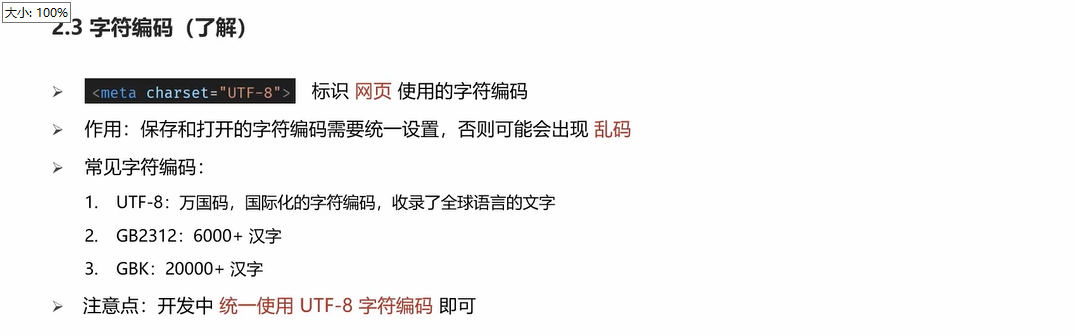 大小: 100%
2.3 字符编码（了解）
<meta charset="UTF-8"> 标识 网页 使用的字符编码
作用：保存和打开的字符编码需要统一设置，否则可能会出现 乱码
常见字符编码：
1. UTF-8：万国码，国际化的字符编码，收录了全球语言的文字
2. GB2312：6000+ 汉字
3. GBK：20000+ 汉字
注意点：开发中 统一使用 UTF-8 字符编码 即可